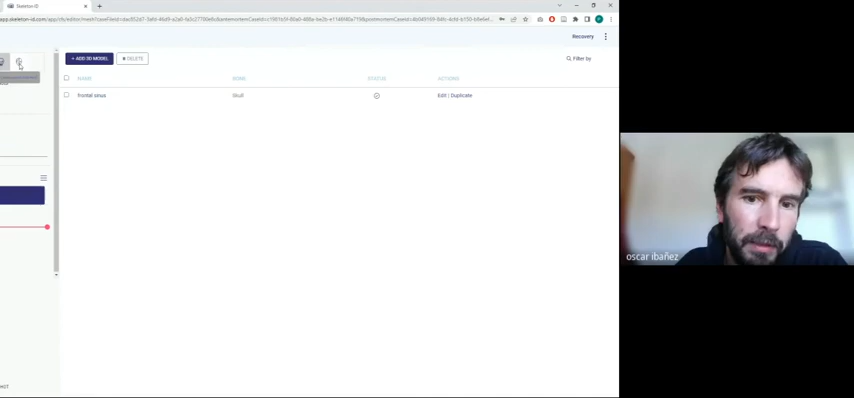 Skeleton·ID
Recovery
+ ADD 3D MODEL
DELETE
Filter by
NAME
BONE
STATUS
ACTIONS
frontal sinus
Skull
Edit | Duplicate
oscar ibañez